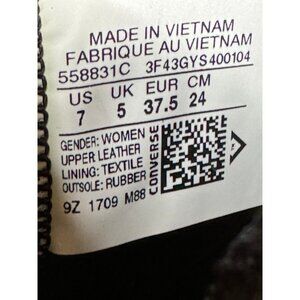 MADE IN VIETNAM
FABRIQUE AU VIETNAM
558831C 3F43GYS400104
US UK EUR CM
7 5 37.5 24
GENDER: WOMEN
UPPER LEATHER
LINING: TEXTILE
OUTSOLE: RUBBER
CONVERSE
9Z 1709 M88